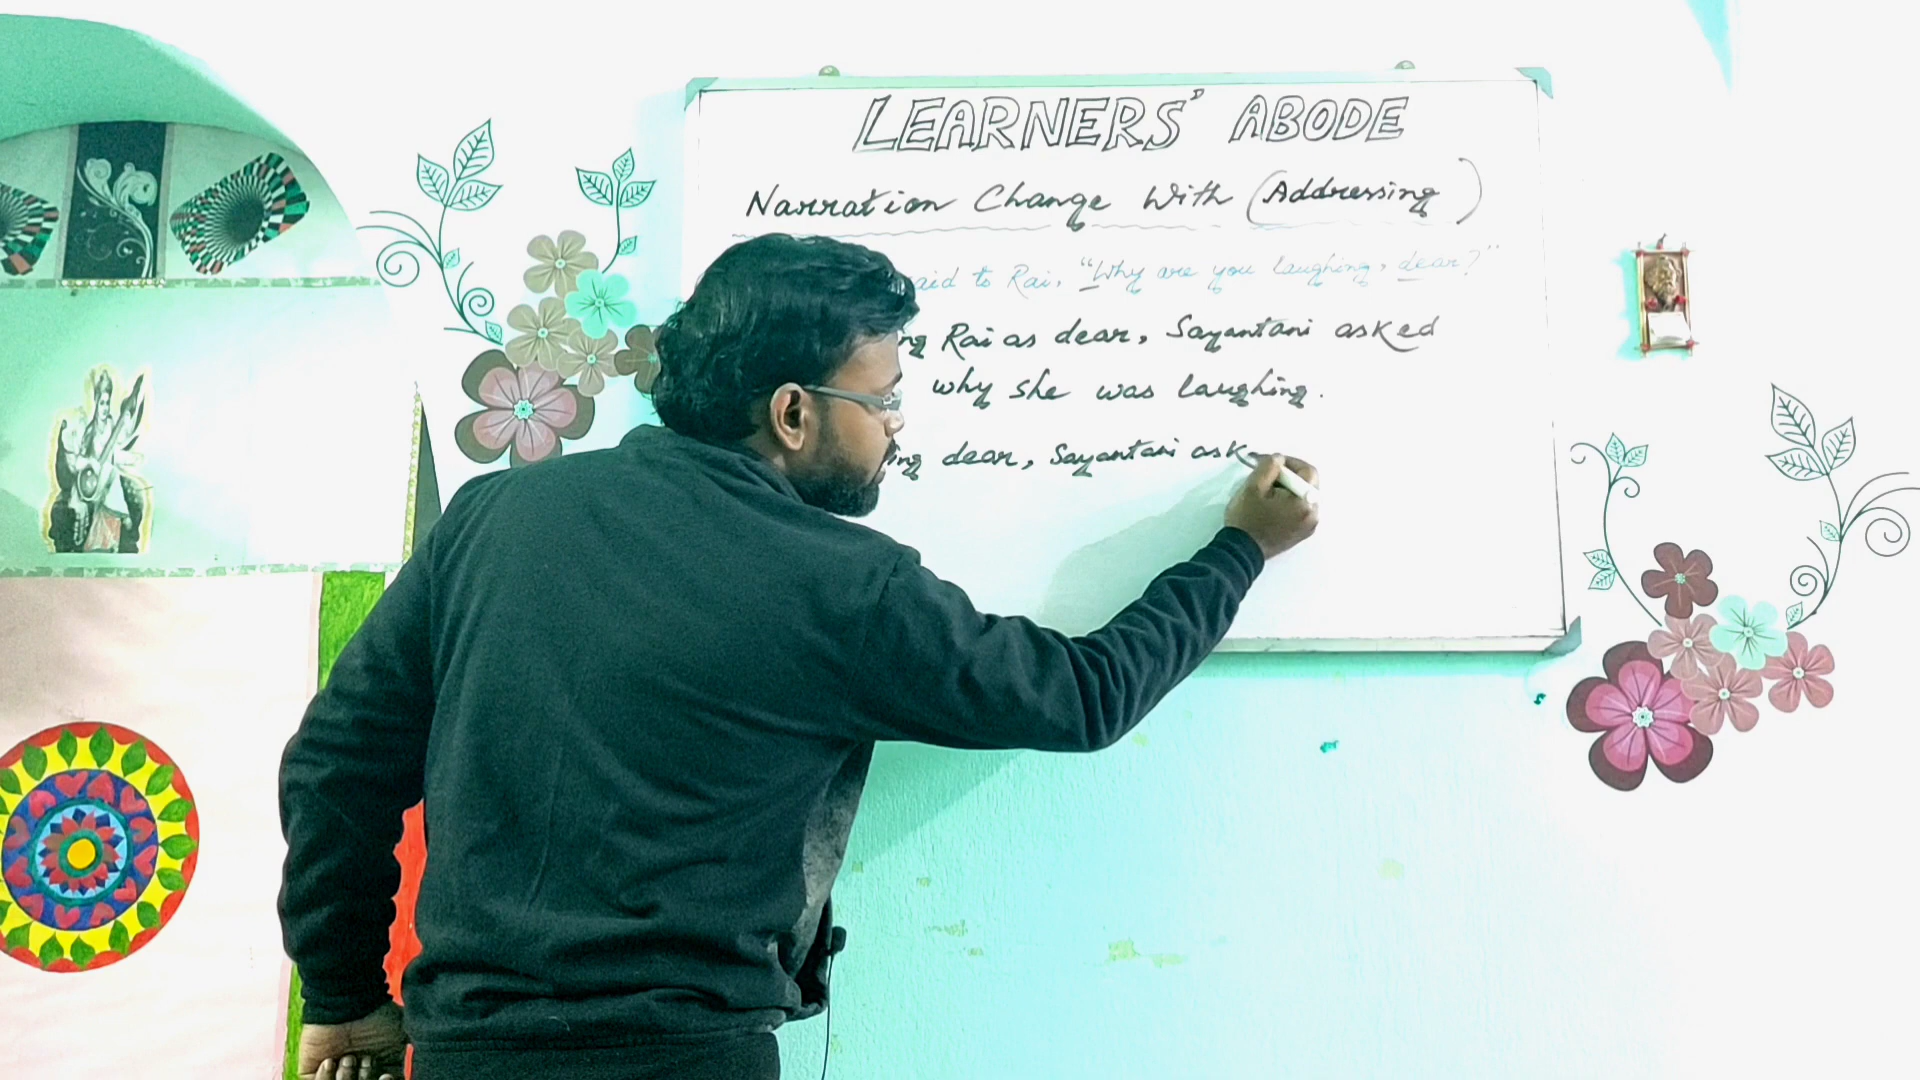 LEARNERS' ABODE
Narration Change With (Addressing)
said to Rai, "Why are you laughing, dear?"
Rai as dear, Sayantani asked
why she was laughing.
dear, Sayantani ask